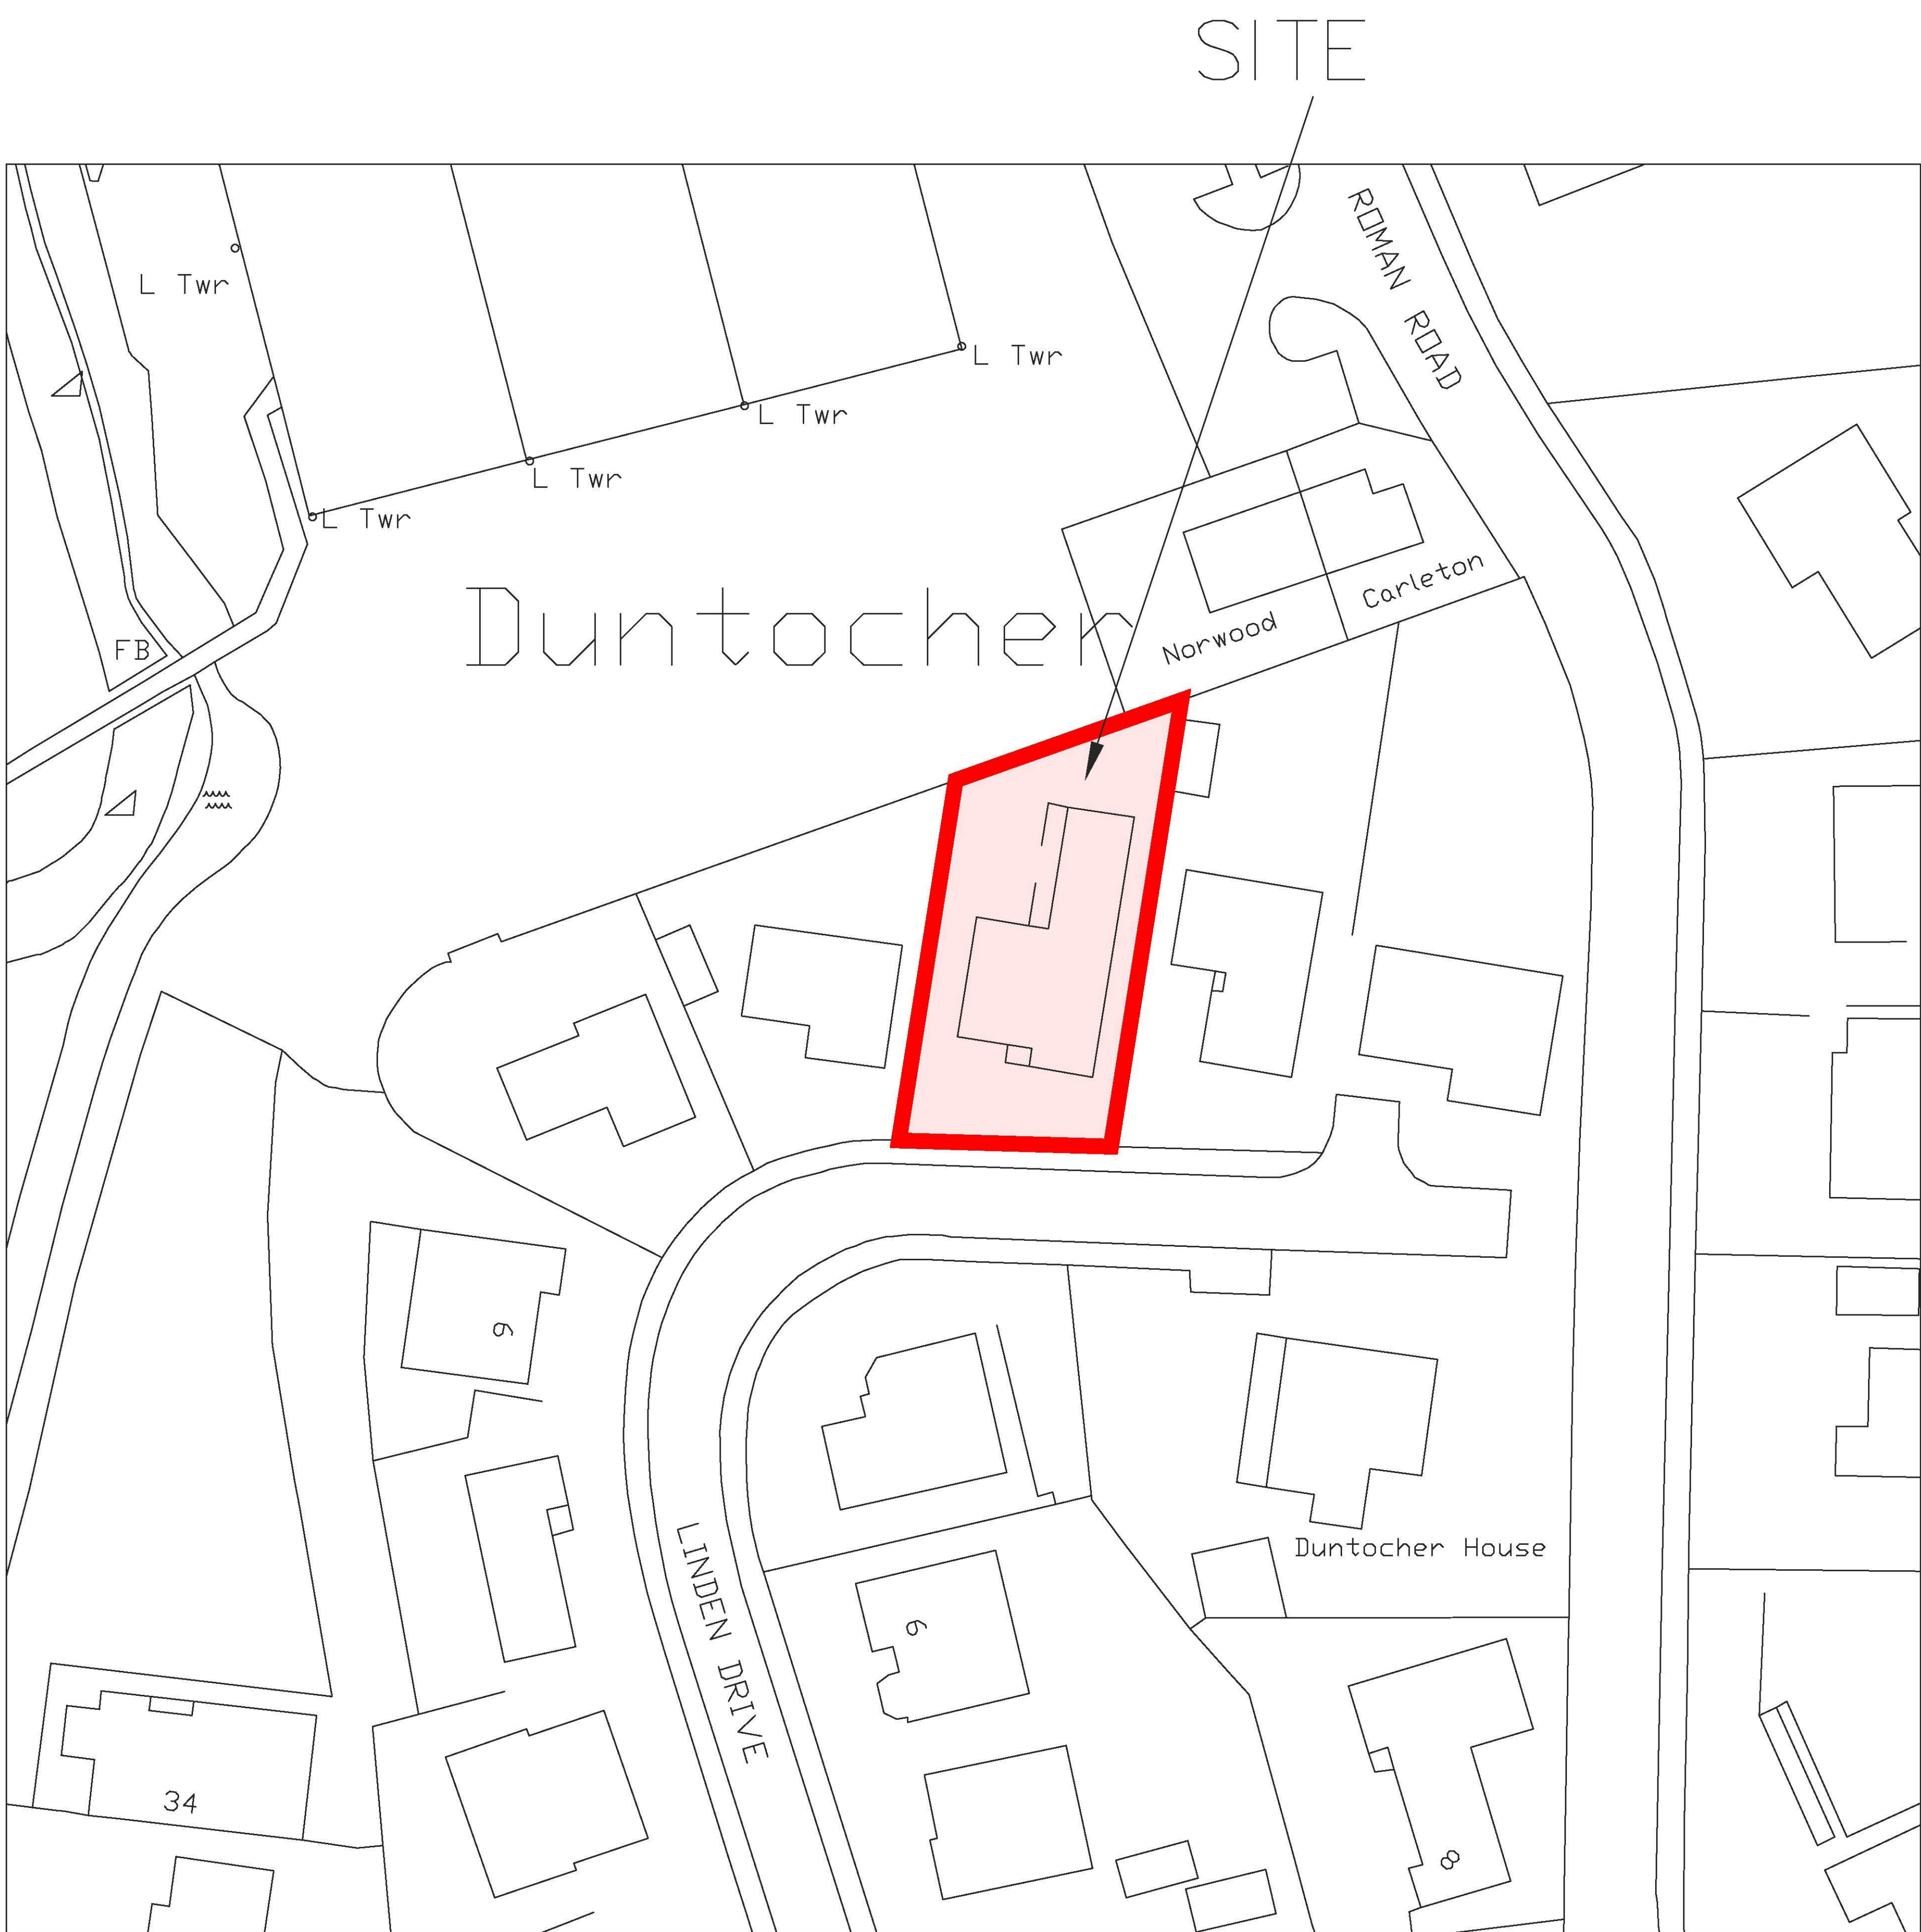 SITE
ROMAN ROAD
L Twr
L Twr
L Twr
L Twr
L Twr
Carleton
Duntocher
Norwood
FB
9
Duntocher House
LINDEN DRIVE
6
34
8